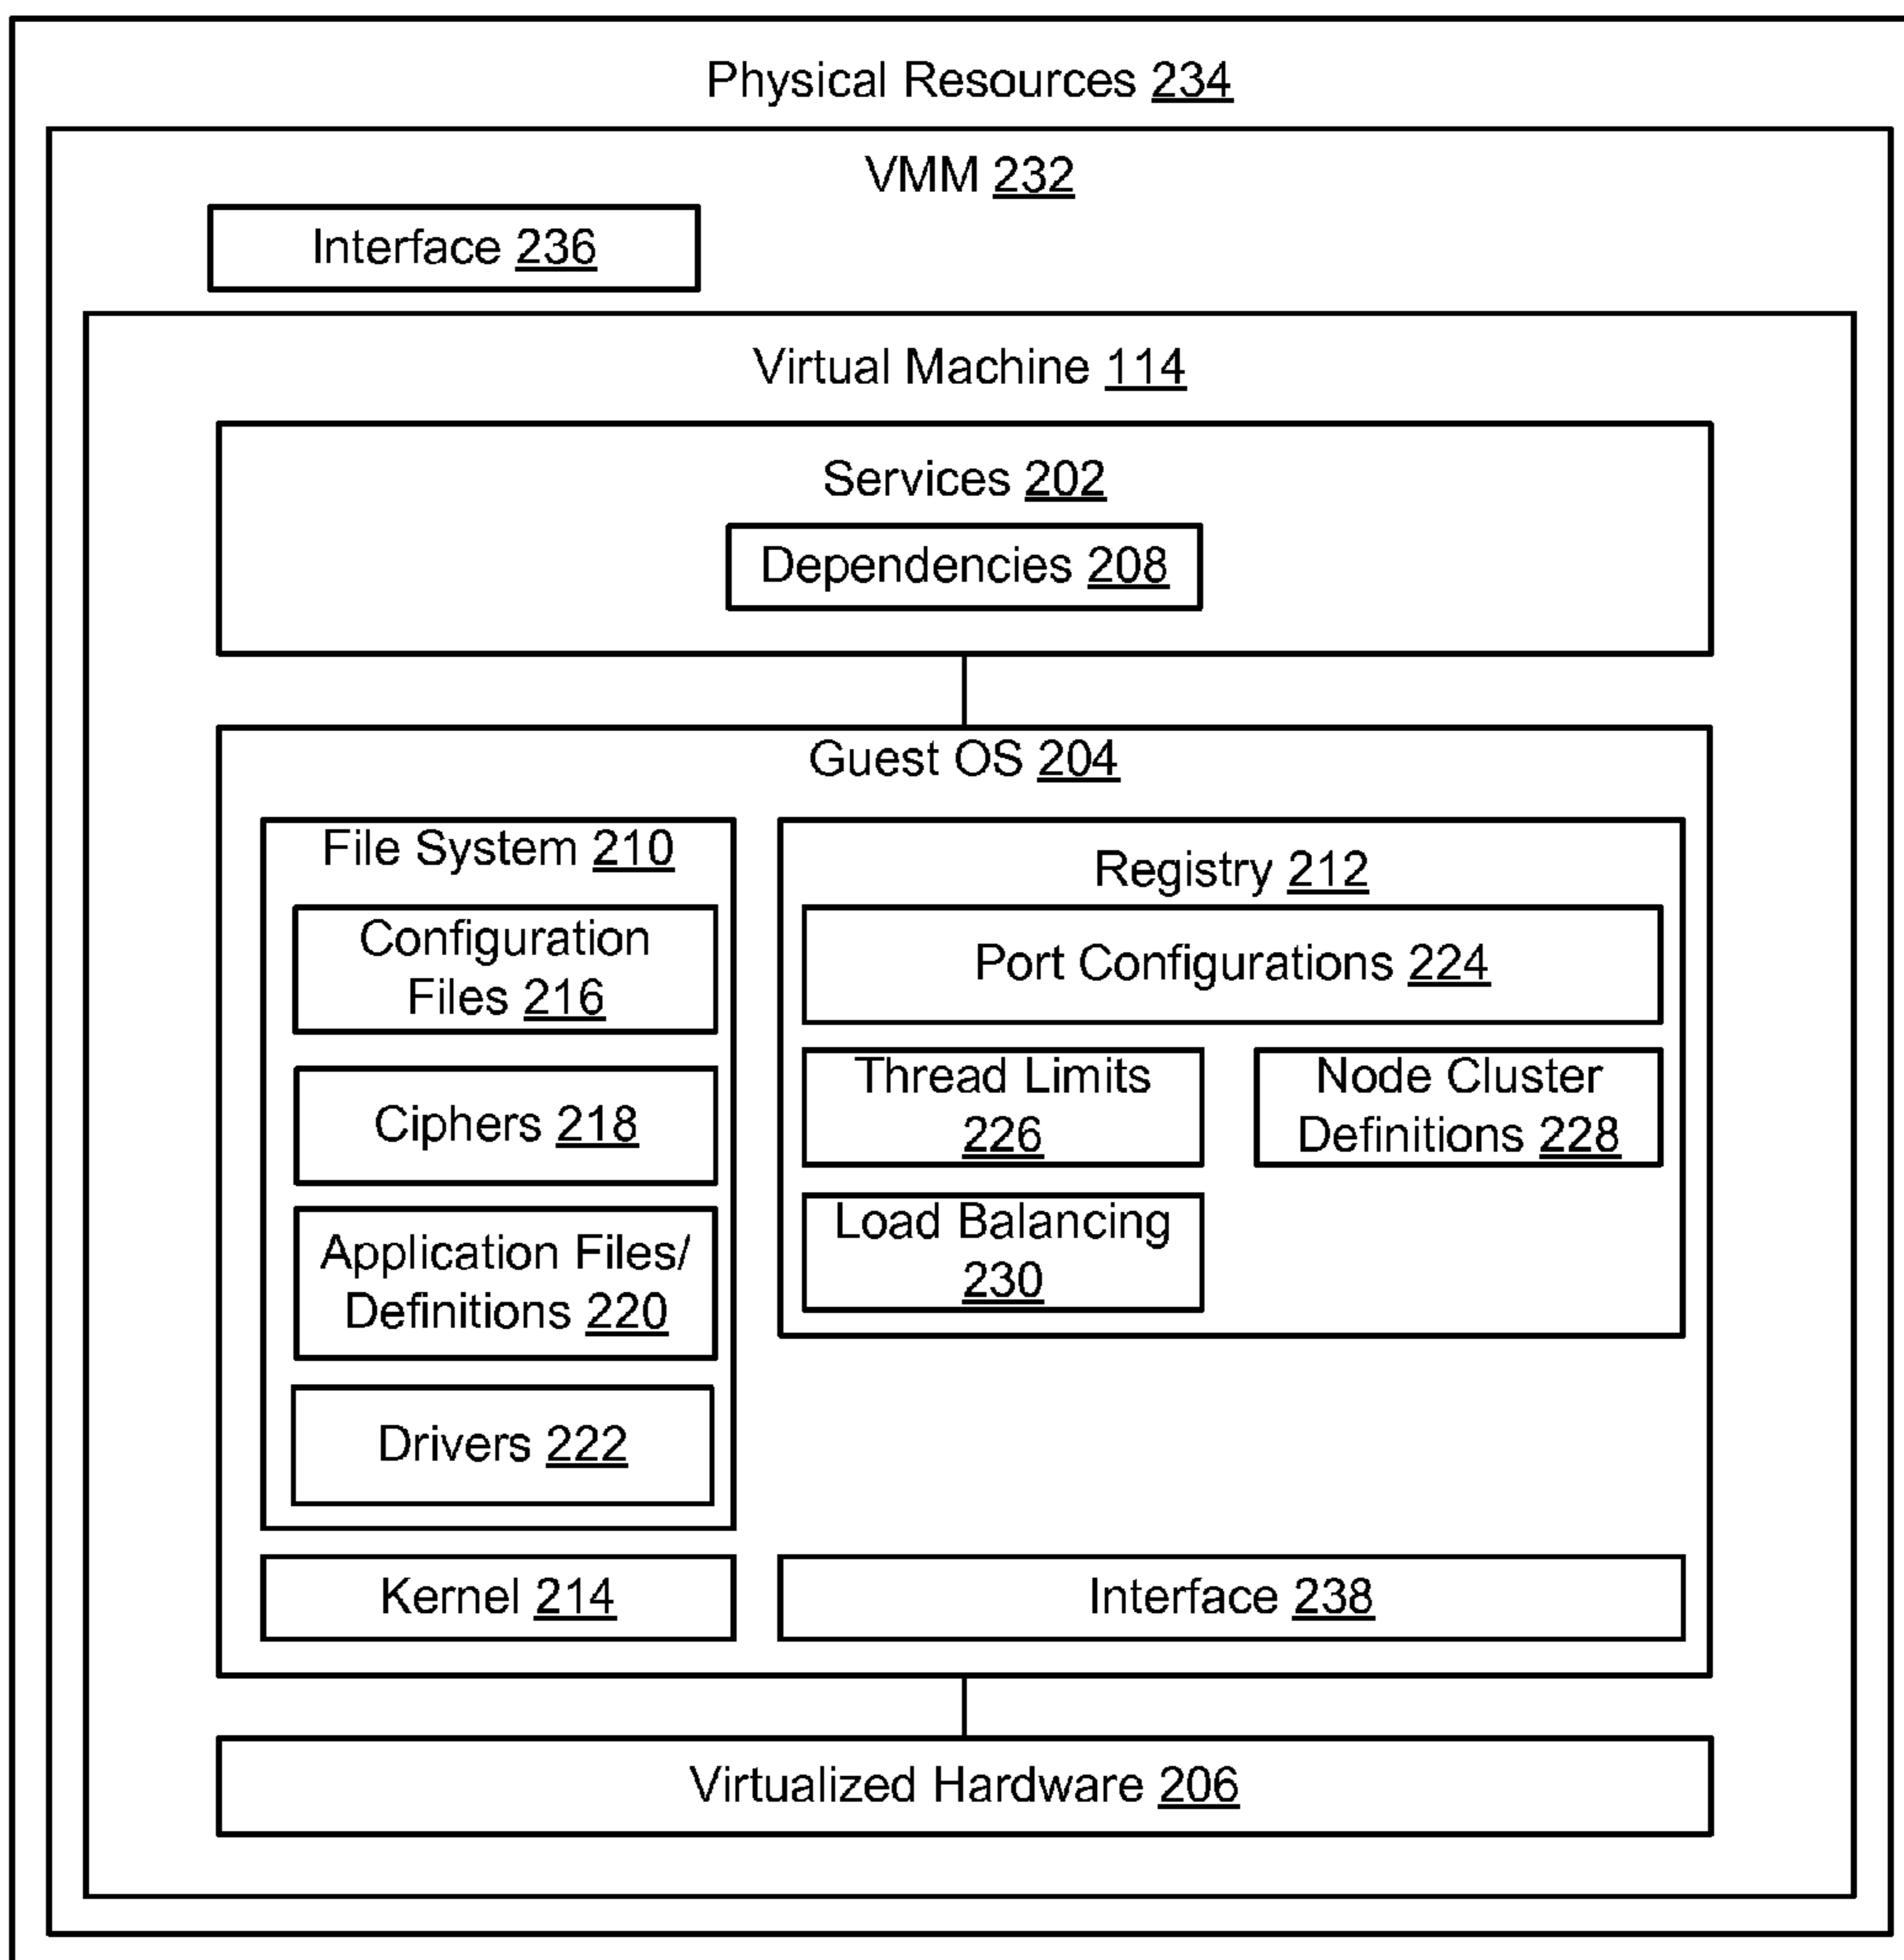 Physical Resources 234
VMM 232
Interface 236
Virtual Machine 114
Services 202
Dependencies 208
Guest OS 204
File System 210
Configuration
Files 216
Ciphers 218
Application Files/
Definitions 220
Drivers 222
Registry 212
Port Configurations 224
Thread Limits
226
Node Cluster
Definitions 228
Load Balancing
230
Kernel 214
Interface 238
Virtualized Hardware 206